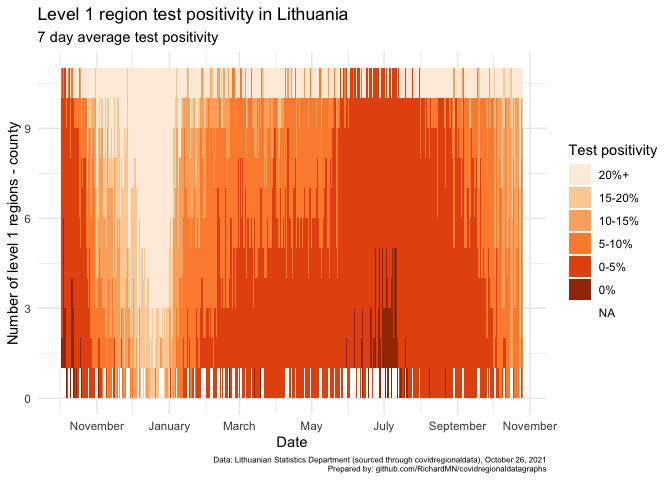 Level 1 region test positivity in Lithuania
7 day average test positivity
Number of level 1 regions - county
9
6
3
0
November
January
March
May
July
September
November
Date
Test positivity
20%+
15-20%
10-15%
5-10%
0-5%
0%
NA
Data: Lithuanian Statistics Department (sourced through covidregionaldata), October 26, 2021
Prepared by: github.com/RichardMN/covidregionaldatagraphs